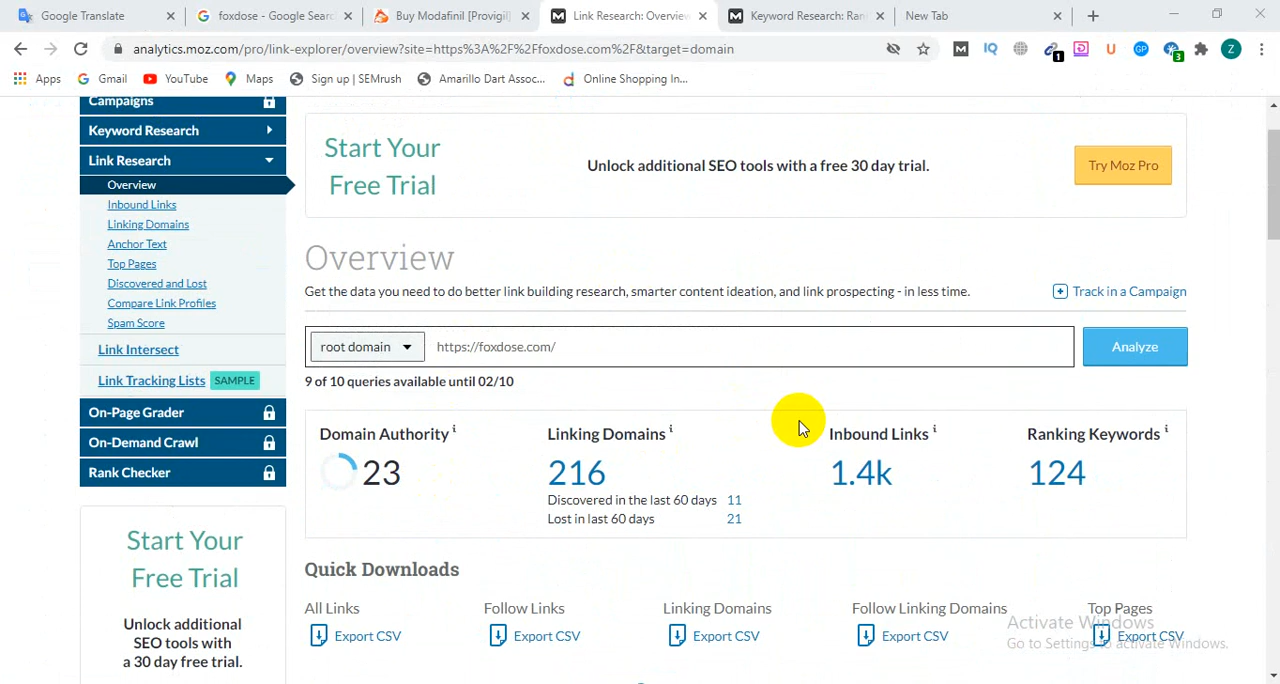 Google Translate
foxdose - Google Searc
Buy Modafinil [Provigil]
Link Research: Overview
Keyword Research: Ran
New Tab
analytics.moz.com/pro/link-explorer/overview?site=https%3A%2F%2Ffoxdose.com%2F&target=domain
M IQ 1 U GP 3 Z
Apps
Gmail
YouTube
Maps
Sign up | SEMrush
Amarillo Dart Assoc...
Online Shopping In...
Campaigns
Keyword Research
Link Research
Overview
Inbound Links
Linking Domains
Anchor Text
Top Pages
Discovered and Lost
Compare Link Profiles
Spam Score
Link Intersect
Link Tracking Lists SAMPLE
On-Page Grader
On-Demand Crawl
Rank Checker
Start Your
Free Trial
Unlock additional
SEO tools with
a 30 day free trial.
Start Your
Free Trial
Unlock additional SEO tools with a free 30 day trial.
Try Moz Pro
Overview
Get the data you need to do better link building research, smarter content ideation, and link prospecting - in less time.
Track in a Campaign
root domain
https://foxdose.com/
Analyze
9 of 10 queries available until 02/10
Domain Authority i
23
Linking Domains i
216
Discovered in the last 60 days 11
Lost in last 60 days 21
Inbound Links i
1.4k
Ranking Keywords i
124
Quick Downloads
All Links
Export CSV
Follow Links
Export CSV
Linking Domains
Export CSV
Follow Linking Domains
Export CSV
Top Pages
Export CSV
Activate Windows
Go to Settings to activate Windows.